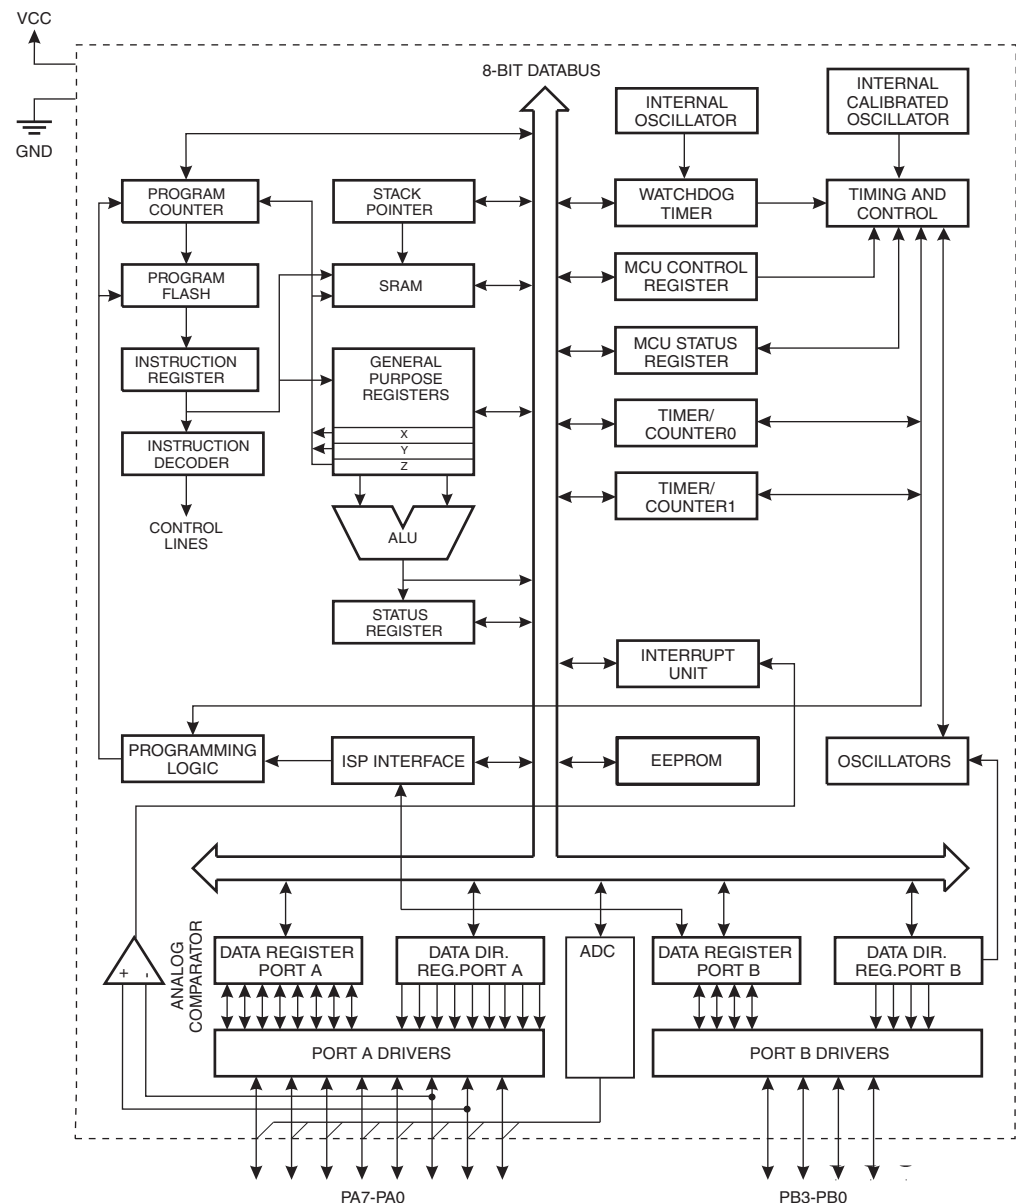 VCC
GND
8-BIT DATABUS
INTERNAL
OSCILLATOR
INTERNAL
CALIBRATED
OSCILLATOR
PROGRAM
COUNTER
STACK
POINTER
WATCHDOG
TIMER
TIMING AND
CONTROL
PROGRAM
FLASH
SRAM
MCU CONTROL
REGISTER
INSTRUCTION
REGISTER
GENERAL
PURPOSE
REGISTERS
X
Y
Z
MCU STATUS
REGISTER
INSTRUCTION
DECODER
TIMER/
COUNTER0
CONTROL
LINES
ALU
TIMER/
COUNTER1
STATUS
REGISTER
INTERRUPT
UNIT
PROGRAMMING
LOGIC
ISP INTERFACE
EEPROM
OSCILLATORS
ANALOG
COMPARATOR
+
-
DATA REGISTER
PORT A
DATA DIR.
REG.PORT A
ADC
DATA REGISTER
PORT B
DATA DIR.
REG.PORT B
PORT A DRIVERS
PORT B DRIVERS
PA7-PA0
PB3-PB0